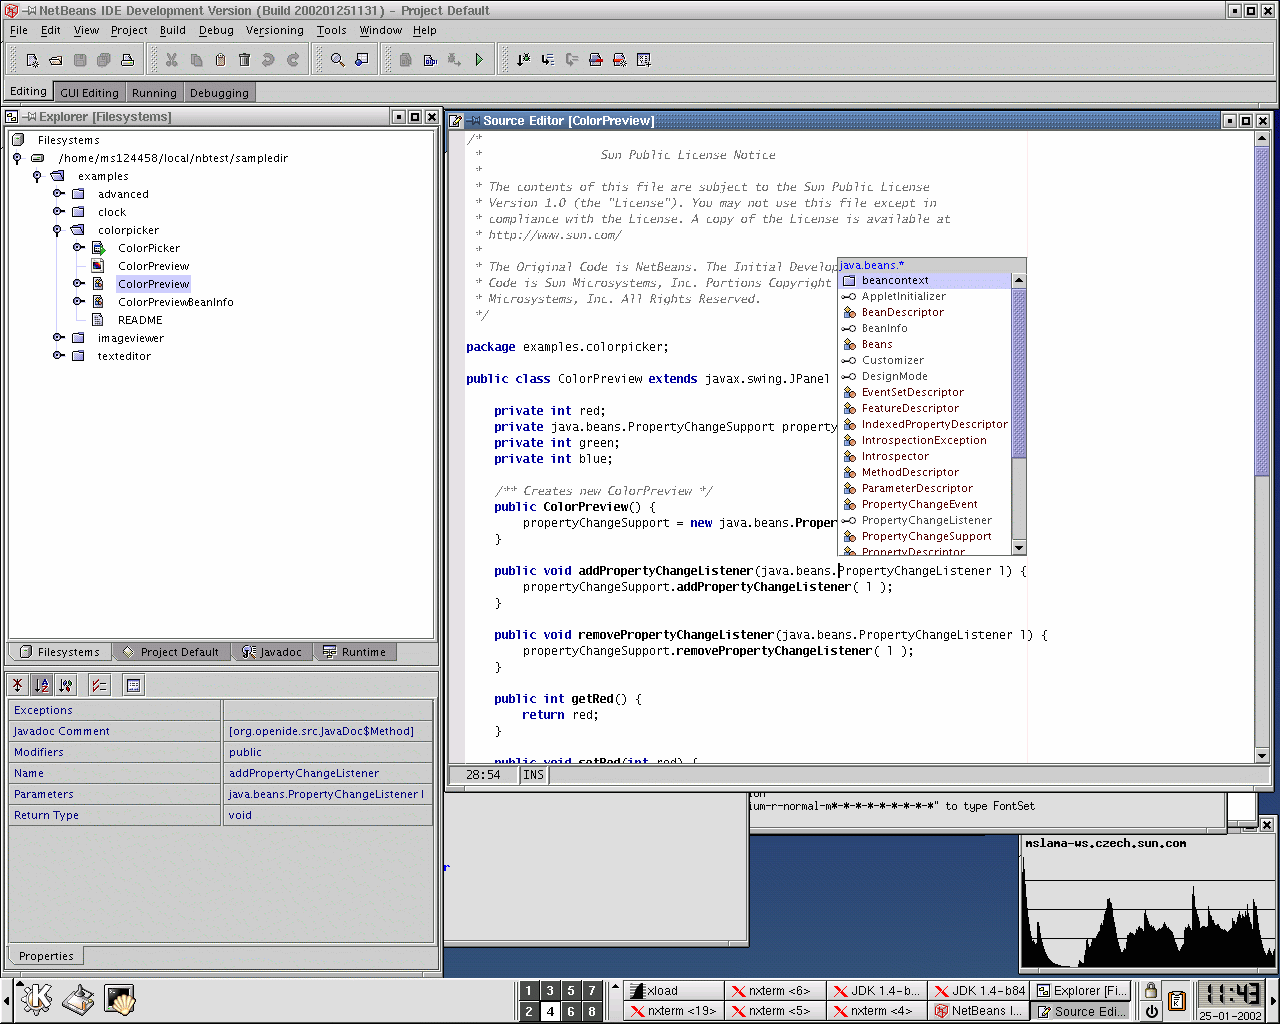 NetBeans IDE Development Version (Build 200201251131) - Project Default
File Edit View Project Build Debug Versioning Tools Window Help
Editing GUI Editing Running Debugging
Explorer [Filesystems]
Filesystems
/home/ms124458/local/nbtest/sampledir
examples
advanced
clock
colorpicker
ColorPicker
ColorPreview
ColorPreview
ColorPreviewBeanInfo
README
imageviewer
texteditor
Filesystems Project Default Javadoc Runtime
Exceptions
Javadoc Comment [org.openide.src.JavaDoc$Method]
Modifiers public
Name addPropertyChangeListener
Parameters java.beans.PropertyChangeListener l
Return Type void
Properties
Source Editor [ColorPreview]
/*
* Sun Public License Notice
*
* The contents of this file are subject to the Sun Public License
* Version 1.0 (the "License"). You may not use this file except in
* compliance with the License. A copy of the License is available at
* http://www.sun.com/
*
* The Original Code is NetBeans. The Initial Develop
* Code is Sun Microsystems, Inc. Portions Copyright
* Microsystems, Inc. All Rights Reserved.
*/
package examples.colorpicker;
public class ColorPreview extends javax.swing.JPanel
private int red;
private java.beans.PropertyChangeSupport property
private int green;
private int blue;
/** Creates new ColorPreview */
public ColorPreview() {
propertyChangeSupport = new java.beans.Proper
}
public void addPropertyChangeListener(java.beans.PropertyChangeListener l) {
propertyChangeSupport.addPropertyChangeListener( l );
}
public void removePropertyChangeListener(java.beans.PropertyChangeListener l) {
propertyChangeSupport.removePropertyChangeListener( l );
}
public int getRed() {
return red;
}
public void setRed(int red) {
java.beans.*
beancontext
AppletInitializer
BeanDescriptor
BeanInfo
Beans
Customizer
DesignMode
EventSetDescriptor
FeatureDescriptor
IndexedPropertyDescriptor
IntrospectionException
Introspector
MethodDescriptor
ParameterDescriptor
PropertyChangeEvent
PropertyChangeListener
PropertyChangeSupport
PropertyDescriptor
28:54 INS
ion
ium-r-normal-m*-*-*-*-*-*-*-*-*" to type FontSet
r
mslama-ws.czech.sun.com
1 3 5 7
2 4 6 8
xload nxterm <6> JDK 1.4-b... JDK 1.4-b84 Explorer [Fi...
nxterm <19> nxterm <5> nxterm <4> NetBeans I... Source Edi...
11:43
25-01-2002